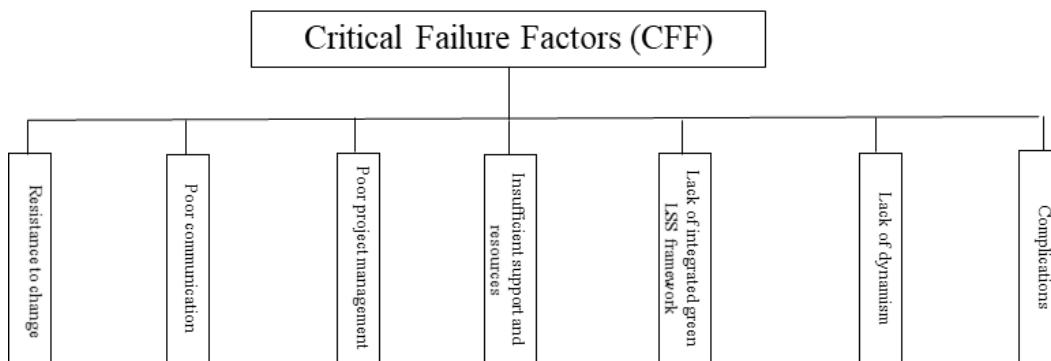 Critical Failure Factors (CFF)
Resistance to change
Poor communication
Poor project management
Insufficient support and
resources
Lack of integrated green
LSS framework
Lack of dynamism
Complications